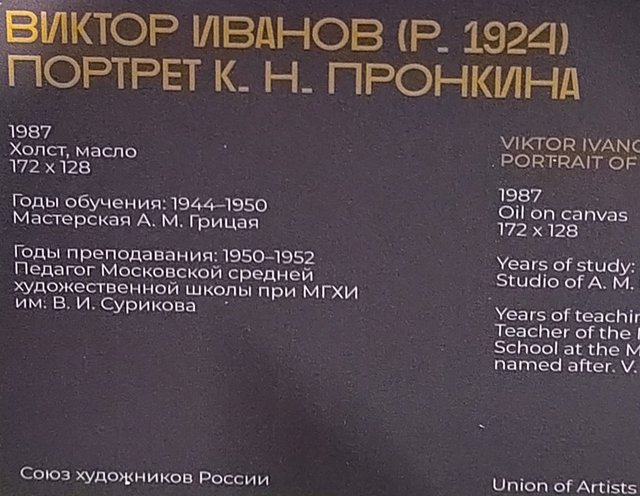 ВИКТОР ИВАНОВ (Р. 1924)
ПОРТРЕТ К. Н. ПРОНКИНА
1987
Холст, масло
172 x 128
Годы обучения: 1944–1950
Мастерская А. М. Грицая
Годы преподавания: 1950–1952
Педагог Московской средней
художественной школы при МГХИ
им. В. И. Сурикова
Союз художников России
VIKTOR
PORTRAIT OF
1987
Oil on canvas
172 x 128
Years of study:
Studio of A. M.
Years of
Teacher of the
School at the
named after. V.
Union of Artists